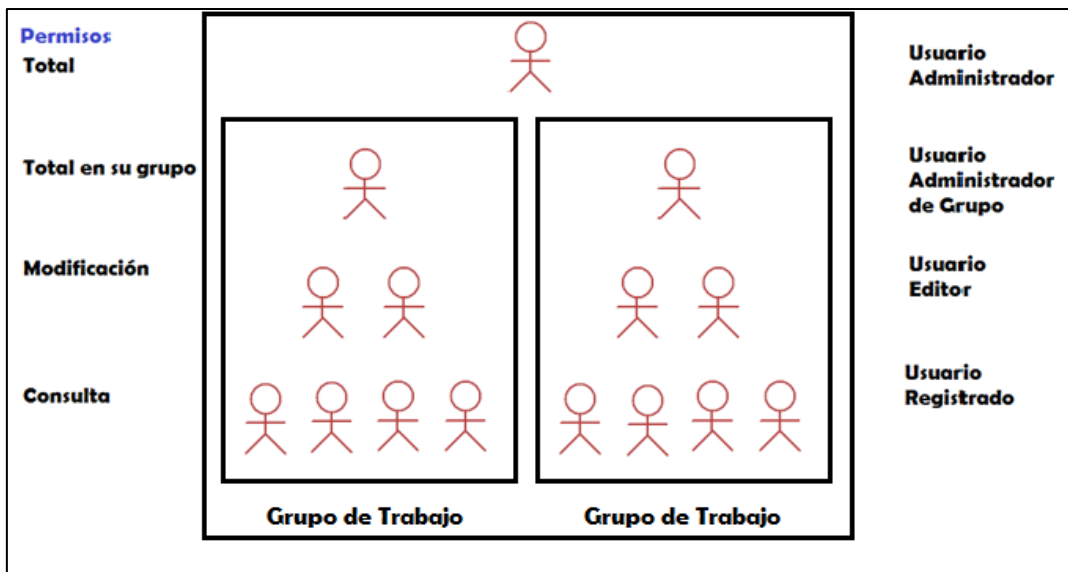 Permisos
Total
Usuario
Administrador
Total en su grupo
Usuario
Administrador
de Grupo
Modificación
Usuario
Editor
Consulta
Usuario
Registrado
Grupo de Trabajo
Grupo de Trabajo